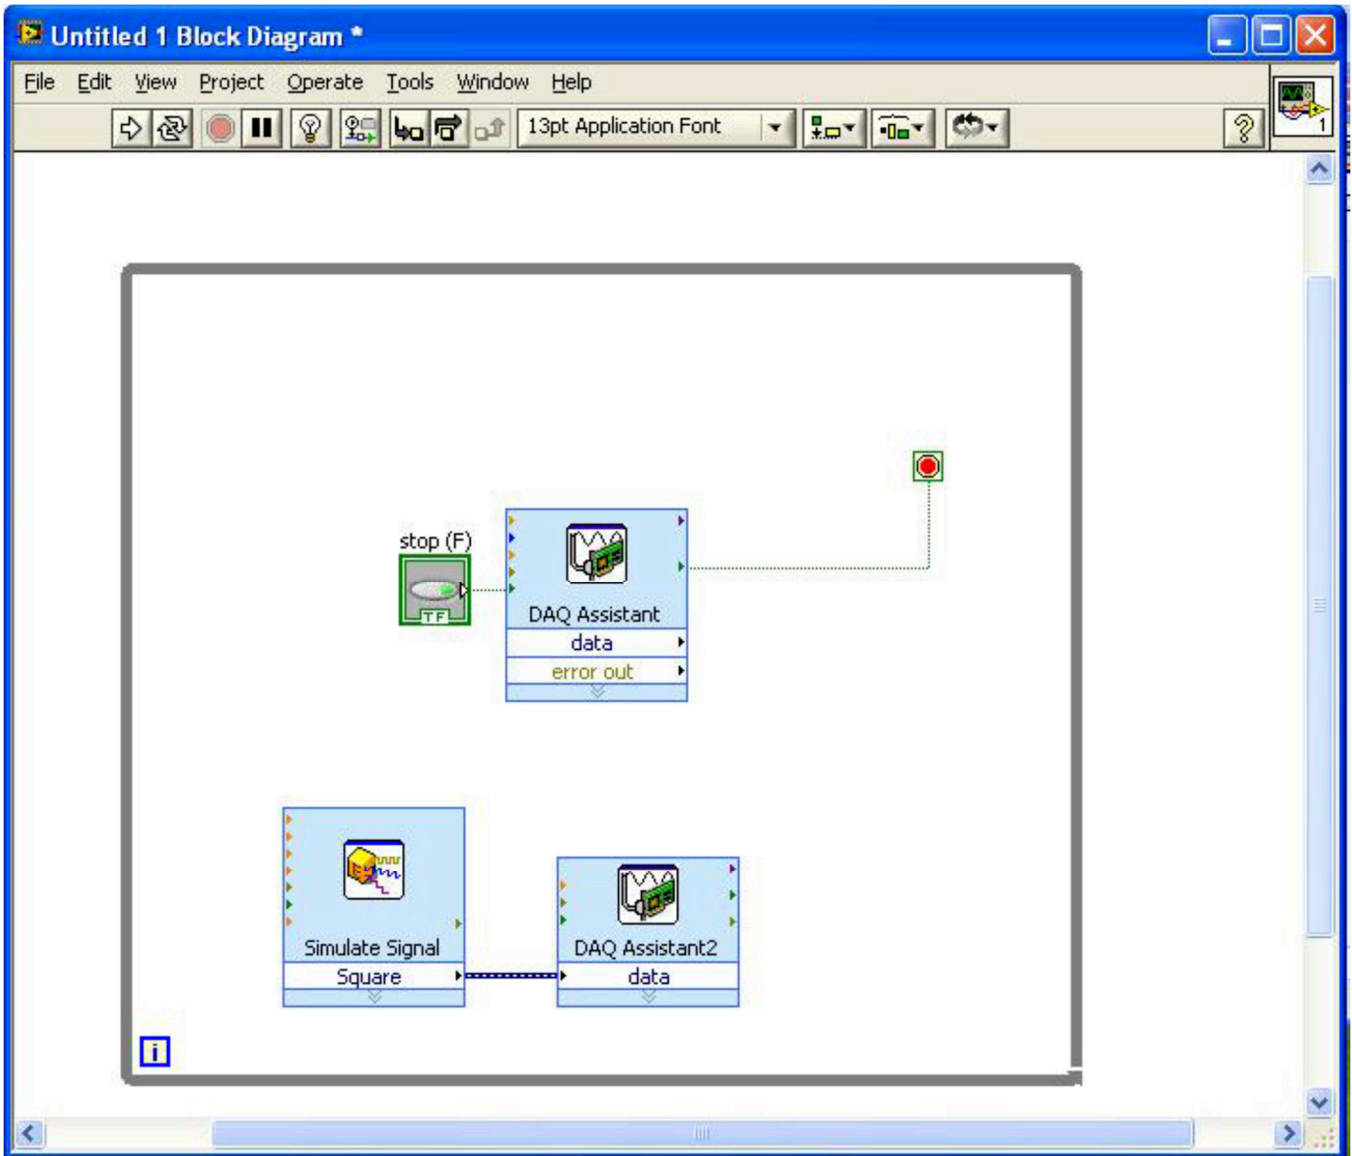 Untitled 1 Block Diagram *
File Edit View Project Operate Tools Window Help
13pt Application Font
?
1
stop (F)
TF
DAQ Assistant
data
error out
Simulate Signal
Square
DAQ Assistant2
data
i